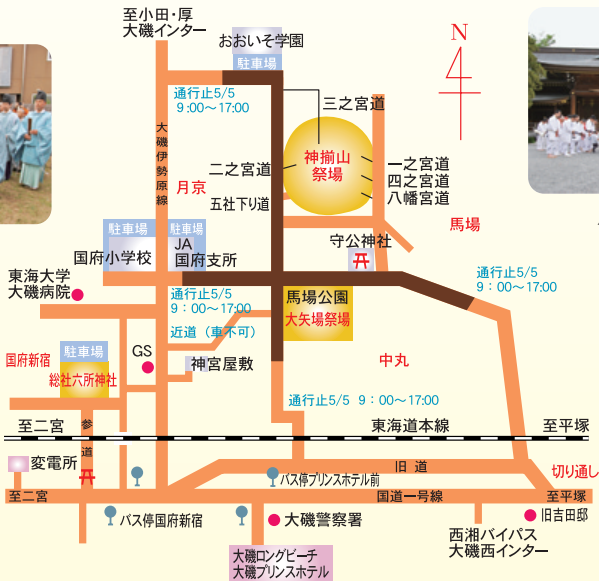 至小田・厚
大磯インター
おおいそ学園
駐車場
N
通行止5/5
9:00〜17:00
三之宮道
大磯伊勢原線
神揃山
祭場
二之宮道
一之宮道
四之宮道
八幡宮道
月京
五社下り道
馬場
駐車場
駐車場
守公神社
国府小学校
JA
国府支所
東海大学
大磯病院
通行止5/5
9：00〜17:00
馬場公園
大矢場祭場
通行止5/5
9：00〜17:00
近道（車不可）
駐車場
GS
国府新宿
総社六所神社
神宮屋敷
中丸
通行止5/5 9：00〜17:00
至二宮
参道
東海道本線
至平塚
変電所
旧道
切り通し
バス停プリンスホテル前
至二宮
国道一号線
至平塚
バス停国府新宿
大磯警察署
旧吉田邸
西湘バイパス
大磯西インター
大磯ロングビーチ
大磯プリンスホテル